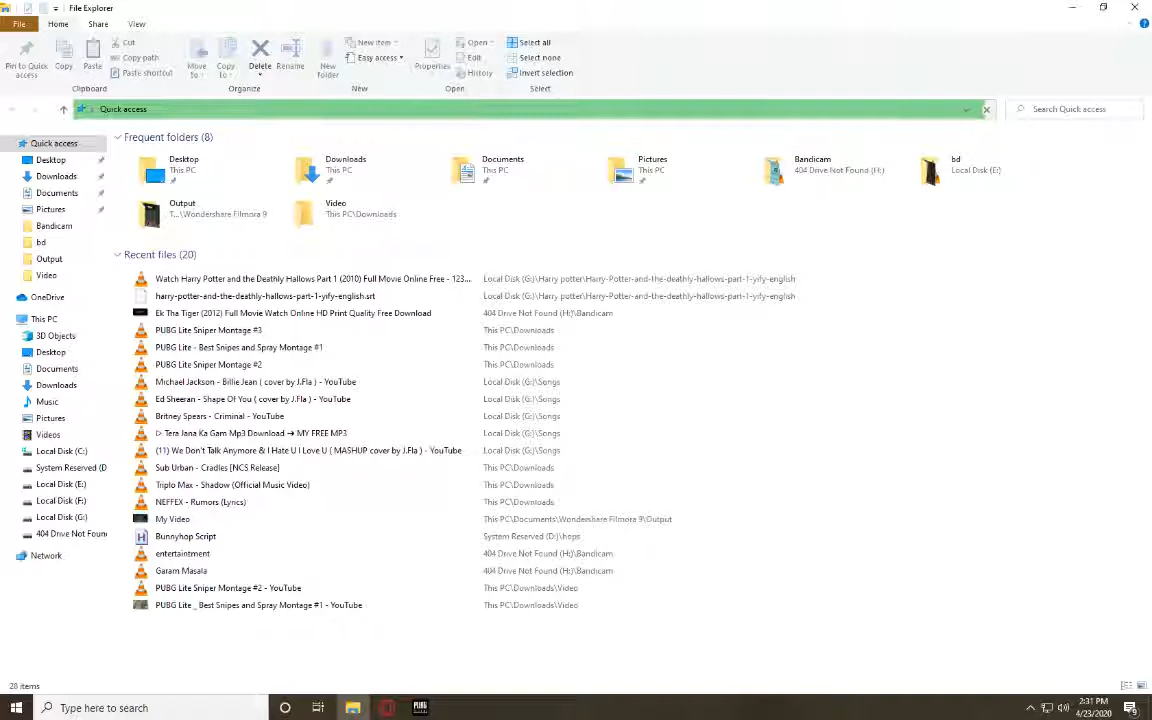 File Explorer
File Home Share View
Pin to Quick access
Copy
Paste
Cut
Copy path
Paste shortcut
Move to
Copy to
Delete
Rename
New folder
New item
Easy access
Properties
Open
Edit
History
Select all
Select none
Invert selection
Clipboard Organize New Open Select
Quick access
Search Quick access
Quick access
Desktop
Downloads
Documents
Pictures
Bandicam
bd
Output
Video
OneDrive
This PC
3D Objects
Desktop
Documents
Downloads
Music
Pictures
Videos
Local Disk (C:)
System Reserved (D
Local Disk (E:)
Local Disk (F:)
Local Disk (G:)
404 Drive Not Foun
Network
Frequent folders (8)
Desktop
This PC
Downloads
This PC
Documents
This PC
Pictures
This PC
Bandicam
404 Drive Not Found (H:)
bd
Local Disk (E:)
Output
T...\Wondershare Filmora 9
Video
This PC\Downloads
Recent files (20)
Watch Harry Potter and the Deathly Hallows Part 1 (2010) Full Movie Online Free - 123... Local Disk (G:)\Harry potter\Harry-Potter-and-the-deathly-hallows-part-1-yify-english
harry-potter-and-the-deathly-hallows-part-1-yify-english.srt Local Disk (G:)\Harry potter\Harry-Potter-and-the-deathly-hallows-part-1-yify-english
Ek Tha Tiger (2012) Full Movie Watch Online HD Print Quality Free Download 404 Drive Not Found (H:)\Bandicam
PUBG Lite Sniper Montage #3 This PC\Downloads
PUBG Lite - Best Snipes and Spray Montage #1 This PC\Downloads
PUBG Lite Sniper Montage #2 This PC\Downloads
Michael Jackson - Billie Jean ( cover by J.Fla ) - YouTube Local Disk (G:)\Songs
Ed Sheeran - Shape Of You ( cover by J.Fla ) - YouTube Local Disk (G:)\Songs
Britney Spears - Criminal - YouTube Local Disk (G:)\Songs
▷ Tera Jana Ka Gam Mp3 Download ➔ MY FREE MP3 Local Disk (G:)\Songs
(11) We Don't Talk Anymore & I Hate U I Love U ( MASHUP cover by J.Fla ) - YouTube Local Disk (G:)\Songs
Sub Urban - Cradles [NCS Release] This PC\Downloads
Triplo Max - Shadow (Official Music Video) This PC\Downloads
NEFFEX - Rumors (Lyrics) This PC\Downloads
My Video This PC\Documents\Wondershare Filmora 9\Output
Bunnyhop Script System Reserved (D:)\hops
entertaintment 404 Drive Not Found (H:)\Bandicam
Garam Masala 404 Drive Not Found (H:)\Bandicam
PUBG Lite Sniper Montage #2 - YouTube This PC\Downloads\Video
PUBG Lite _ Best Snipes and Spray Montage #1 - YouTube This PC\Downloads\Video
28 items
Type here to search
PUBG
2:31 PM
4/23/2020
9